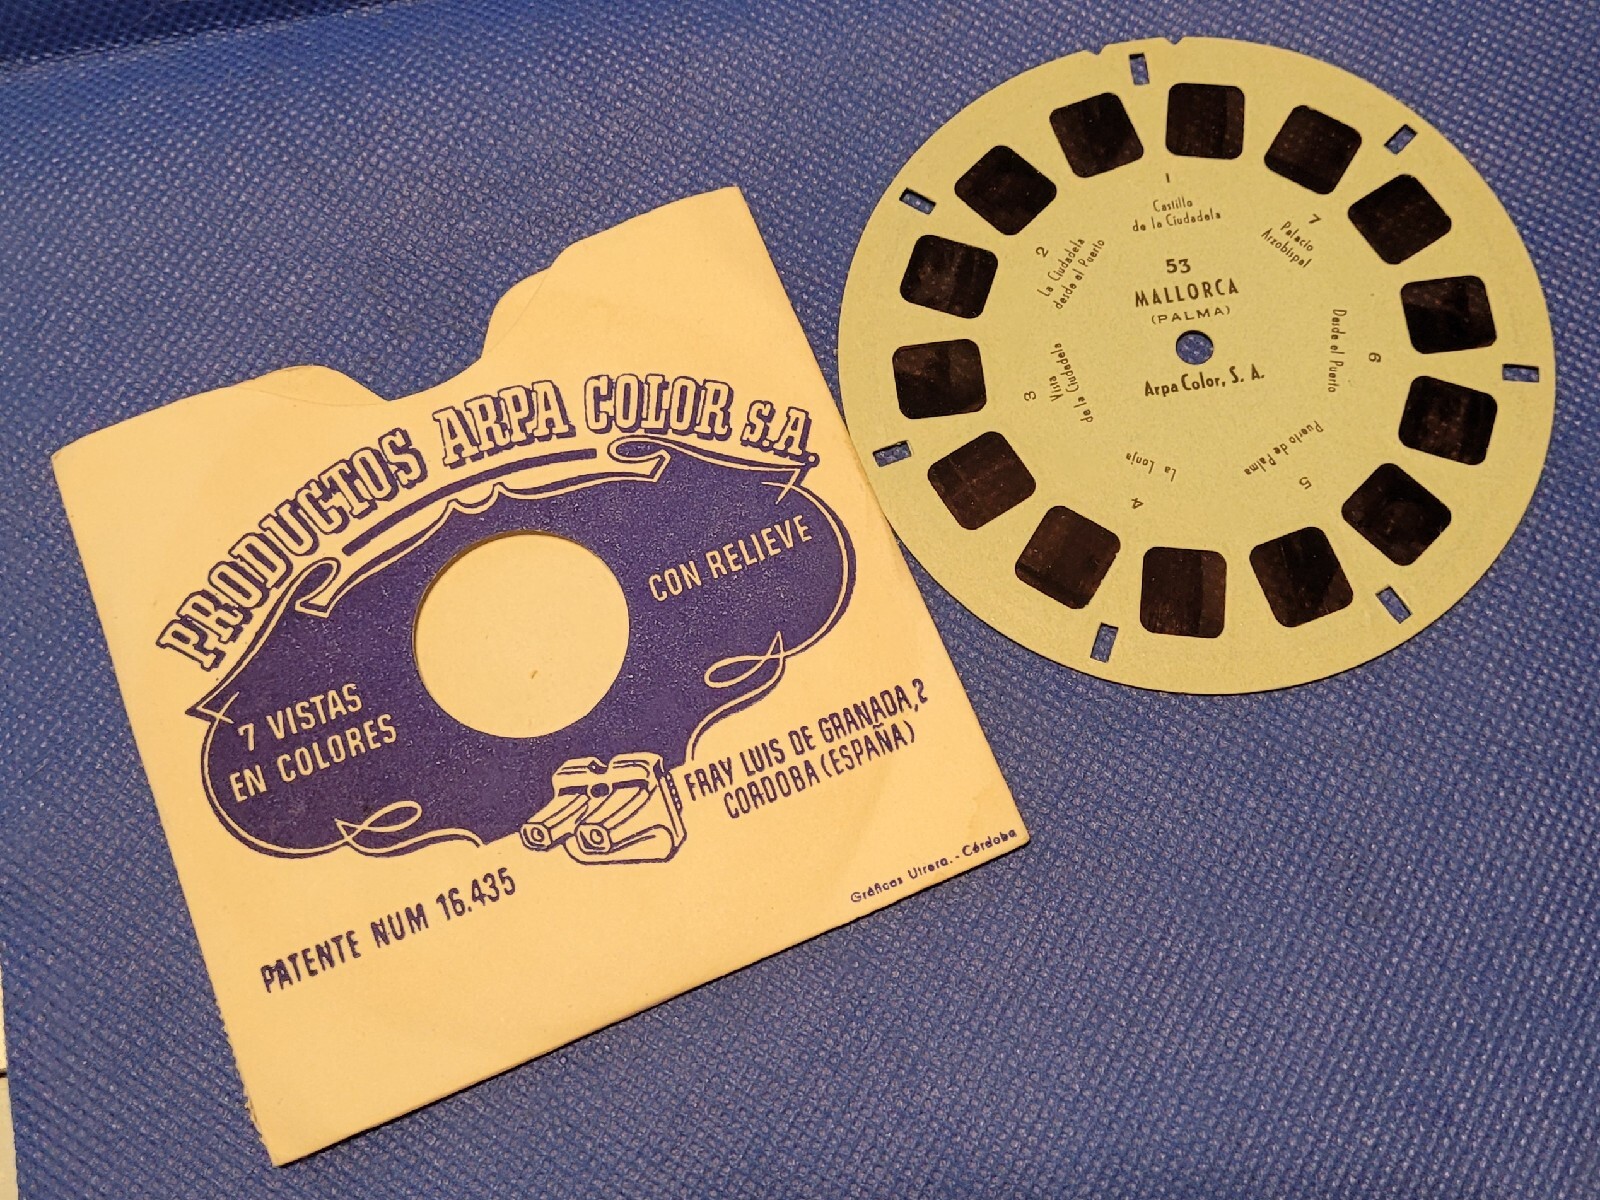 PRODUCTOS ARPA COLOR S.A.
CON RELIEVE
7 VISTAS
EN COLORES
FRAY LUIS DE GRANADA, 2
CORDOBA (ESPAÑA)
PATENTE NUM 16.435
Gráficas Utrera. - Córdoba
1
Castillo
de la Ciudadela
2
La Ciudadela
desde el Puerto
3
Vista
de la Ciudadela
4
La Lonja
5
Puerto de Palma
6
Desde el Puerto
7
Palacio
Arzobispal
53
MALLORCA
(PALMA)
Arpa Color, S. A.